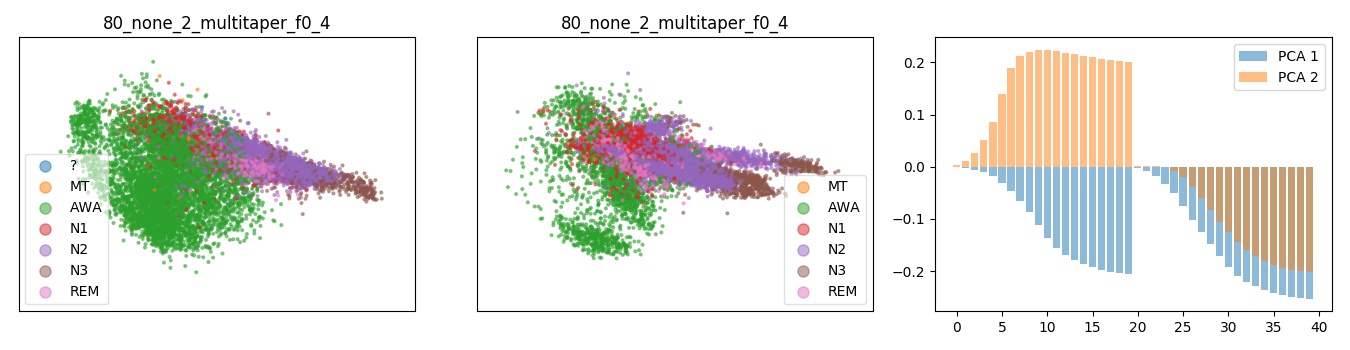 80_none_2_multitaper_f0_4
?
MT
AWA
N1
N2
N3
REM
80_none_2_multitaper_f0_4
MT
AWA
N1
N2
N3
REM
PCA 1
PCA 2
0.2
0.1
0.0
−0.1
−0.2
0 5 10 15 20 25 30 35 40